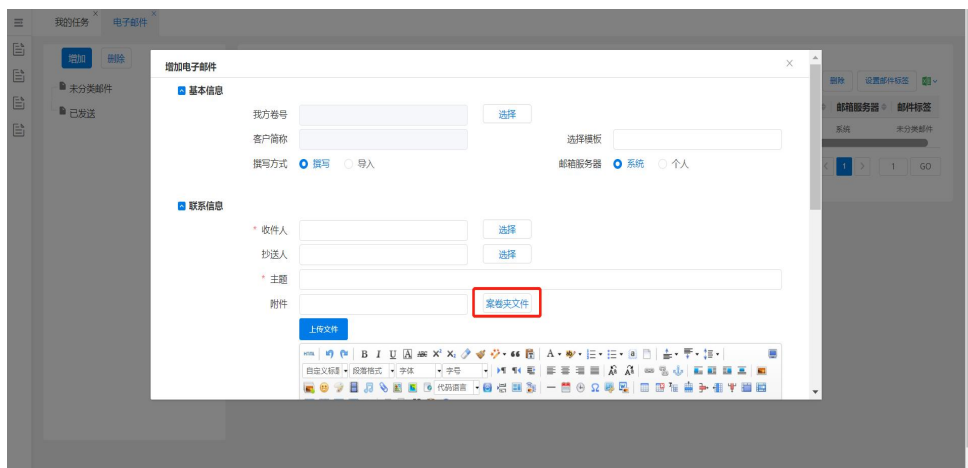 我的任务 电子邮件
增加 删除
未分类邮件
已发送
增加电子邮件
基本信息
我方卷号 选择
客户简称 选择模板
撰写方式 撰写 导入 邮箱服务器 系统 个人
联系信息
* 收件人 选择
抄送人 选择
* 主题
附件 案卷夹文件
上传文件
HTML B I U A ABC X² X₂ A
自定义标题 段落格式 字体 字号
代码语言
删除 设置邮件标签
邮箱服务器 邮件标签
系统 未分类邮件
1 1 GO